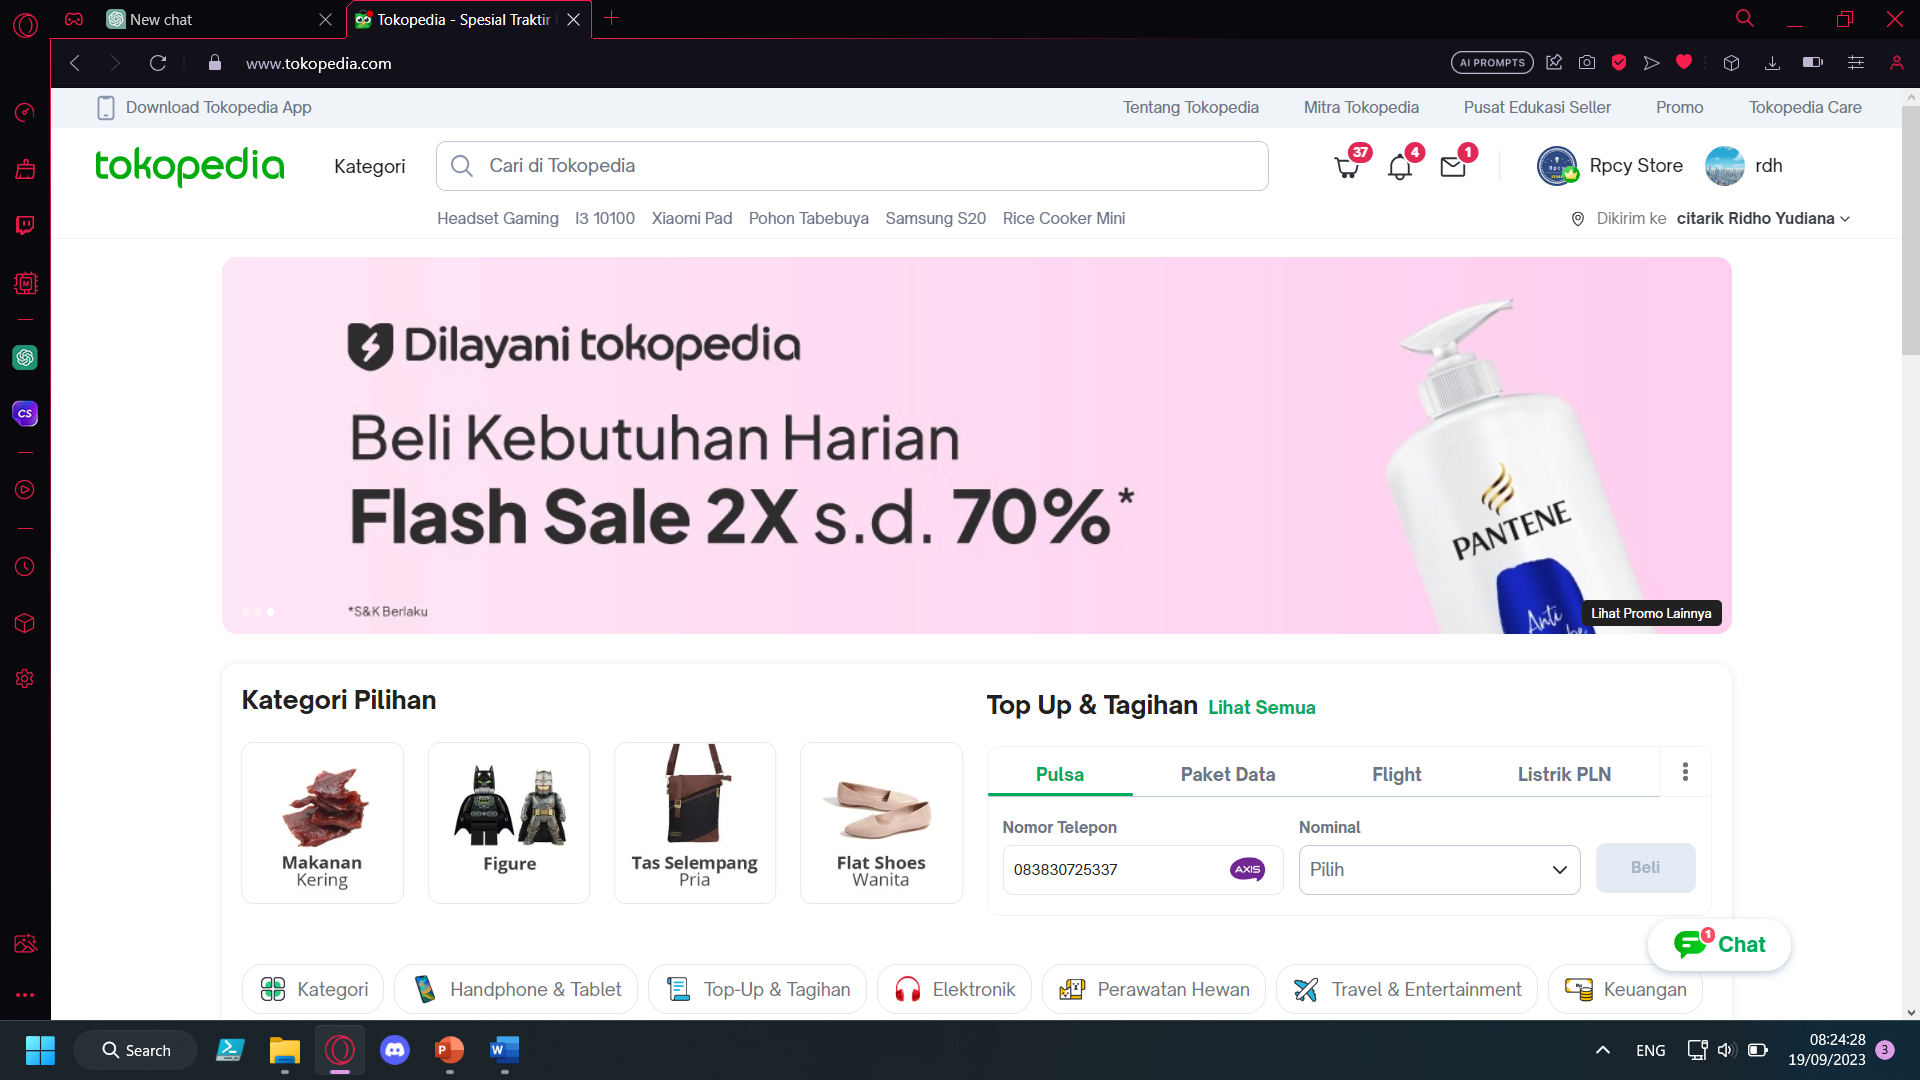 New chat
Tokopedia - Spesial Traktir
www.tokopedia.com
AI PROMPTS
Download Tokopedia App
Tentang Tokopedia
Mitra Tokopedia
Pusat Edukasi Seller
Promo
Tokopedia Care
tokopedia
Kategori
Cari di Tokopedia
37
4
1
Rpcy Store
rdh
Headset Gaming
I3 10100
Xiaomi Pad
Pohon Tabebuya
Samsung S20
Rice Cooker Mini
Dikirim ke citarik Ridho Yudiana
Dilayani tokopedia
Beli Kebutuhan Harian
Flash Sale 2X s.d. 70%*
*S&K Berlaku
PANTENE
Anti
Lihat Promo Lainnya
Kategori Pilihan
Makanan
Kering
Figure
Tas Selempang
Pria
Flat Shoes
Wanita
Top Up & Tagihan Lihat Semua
Pulsa
Paket Data
Flight
Listrik PLN
Nomor Telepon
Nominal
083830725337
AXIS
Pilih
Beli
1
Chat
Kategori
Handphone & Tablet
Top-Up & Tagihan
Elektronik
Perawatan Hewan
Travel & Entertainment
Keuangan
CS
Search
ENG
08:24:28
19/09/2023
3